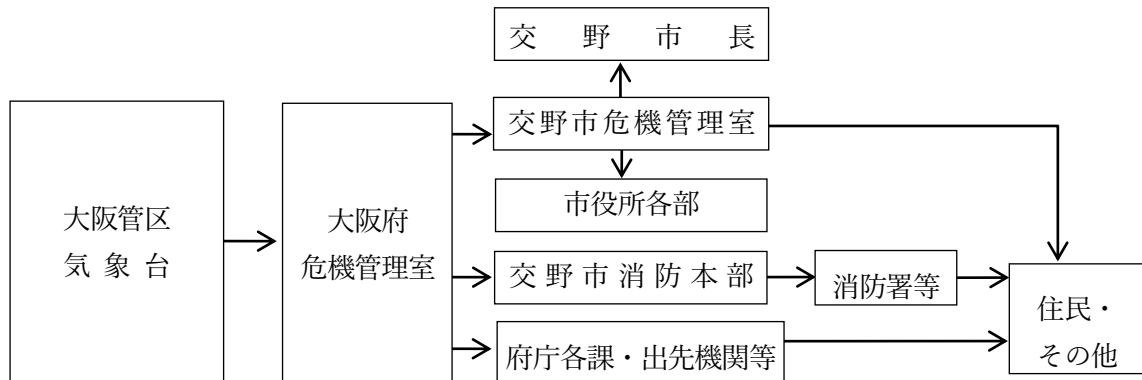 交野市長
交野市危機管理室
市役所各部
大阪管区
気象台
大阪府
危機管理室
交野市消防本部
消防署等
住民・
その他
府庁各課・出先機関等